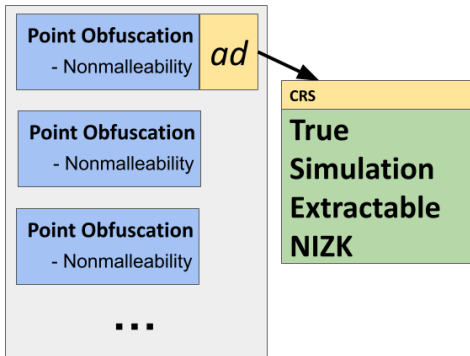 Point Obfuscation
- Nonmalleability
ad
Point Obfuscation
- Nonmalleability
Point Obfuscation
- Nonmalleability
...
CRS
True
Simulation
Extractable
NIZK